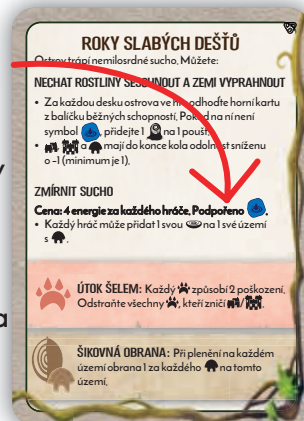 ROKY SLABÝCH DEŠŤŮ
Ostrov trápí nemilosrdné sucho, Můžete:
NECHAT ROSTLINY SESCHNOUT A ZEMI VYPRAHNOUT
• Za každou desku ostrova ve hře odhoďte horní kartu
z balíčku běžných schopností, Pokud na ní není
symbol , přidejte 1 na 1 poušť,
• , a mají do konce kola odolnost sníženu
o -1 (minimum je 1).
ZMÍRNIT SUCHO
Cena: 4 energie za každého hráče, Podpořeno ,
• Každý hráč může přidat 1 svou na 1 své území
s .
ÚTOK ŠELEM: Každý způsobí 2 poškození.
Odstraňte všechny , kteří zničí / .
ŠIKOVNÁ OBRANA: Při plenění na každém
území obrana 1 za každého na tomto
území,